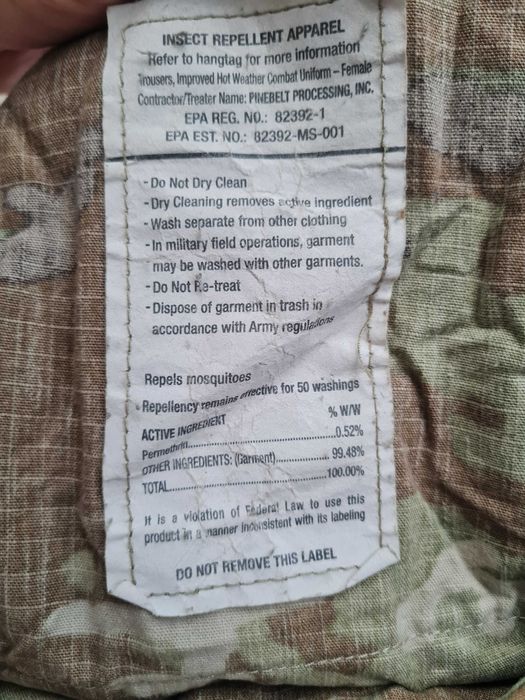 INSECT REPELLENT APPAREL
Refer to hangtag for more information
Trousers, Improved Hot Weather Combat Uniform – Female
Contractor/Treater Name: PINEBELT PROCESSING, INC.
EPA REG. NO.: 82392-1
EPA EST. NO.: 82392-MS-001
- Do Not Dry Clean
- Dry Cleaning removes active ingredient
- Wash separate from other clothing
- In military field operations, garment
may be washed with other garments.
- Do Not Re-treat
- Dispose of garment in trash in
accordance with Army regulations
Repels mosquitoes
Repellency remains effective for 50 washings
ACTIVE INGREDIENT % W/W
Permethrin..........................................0.52%
OTHER INGREDIENTS: (Garment)............... 99.48%
TOTAL.............................................100.00%
It is a violation of Federal Law to use this
product in a manner inconsistent with its labeling
DO NOT REMOVE THIS LABEL